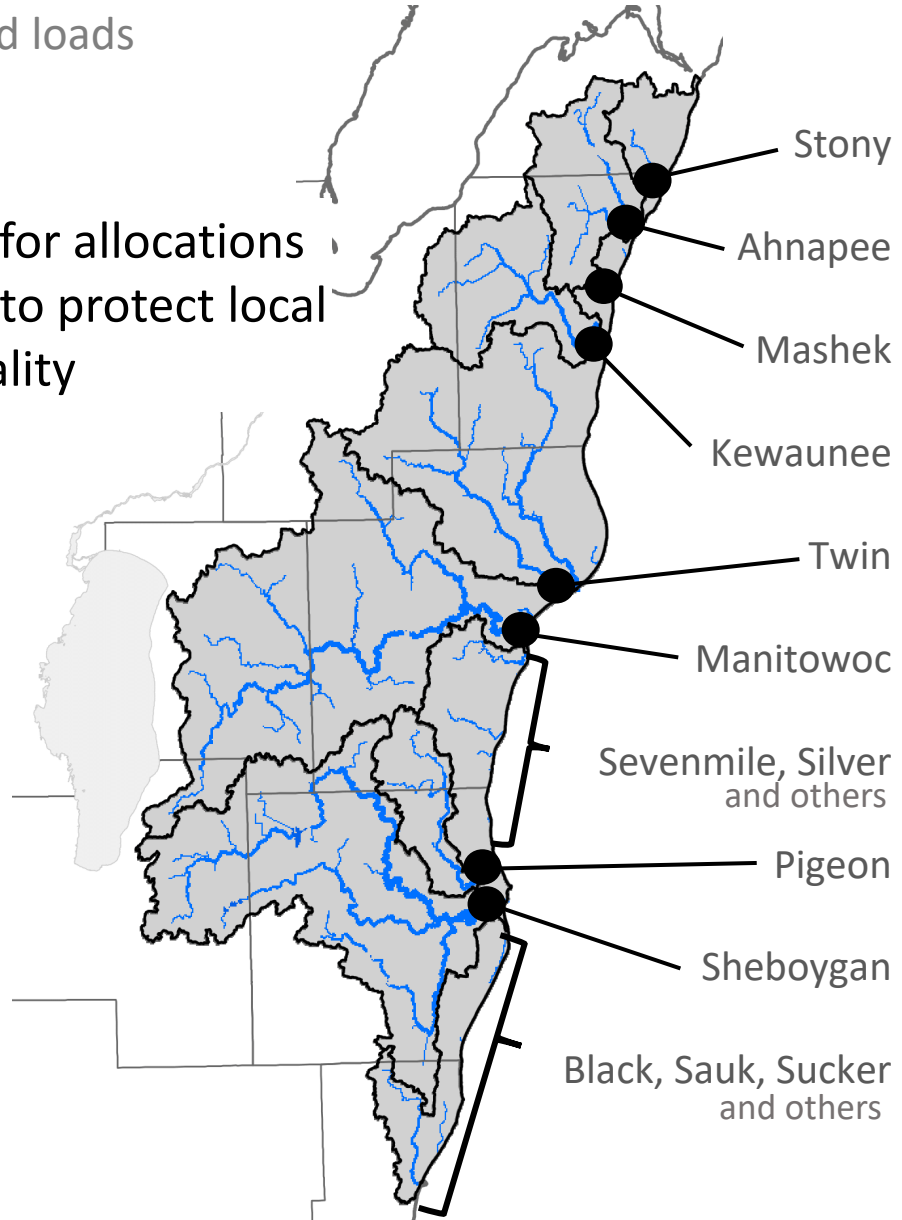 d loads
for allocations
to protect local
ality
Stony
Ahnapee
Mashek
Kewaunee
Twin
Manitowoc
Sevenmile, Silver
and others
Pigeon
Sheboygan
Black, Sauk, Sucker
and others